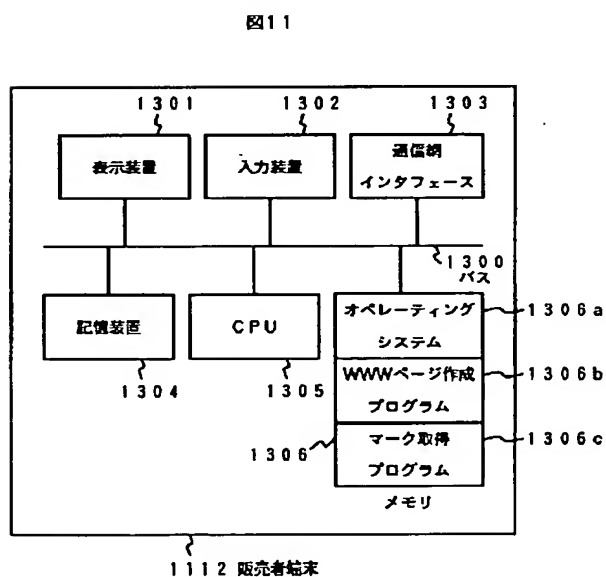 図11
1301
1302
1303
表示装置
入力装置
通信網
インタフェース
1300
バス
記憶装置
CPU
オペレーティング
システム
1306a
1304
1305
WWWページ作成
プログラム
1306b
1306
マーク取得
プログラム
1306c
メモリ
1112 販売者端末